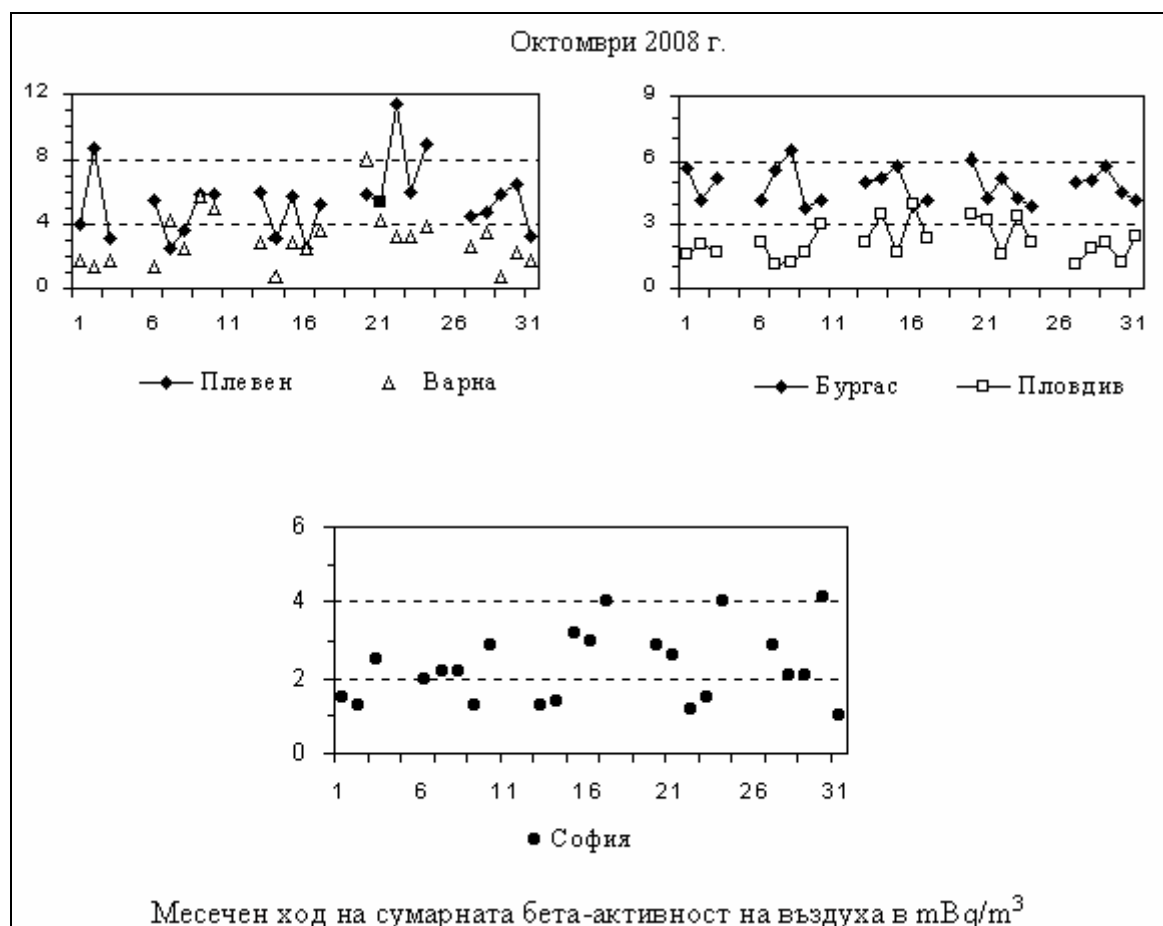 Октомври 2008 г.
12
8
4
0
1 6 11 16 21 26 31
Плевен Варна
9
6
3
0
1 6 11 16 21 26 31
Бургас Пловдив
6
4
2
0
1 6 11 16 21 26 31
София
Месечен ход на сумарната бета-активност на въздуха в mBq/m³